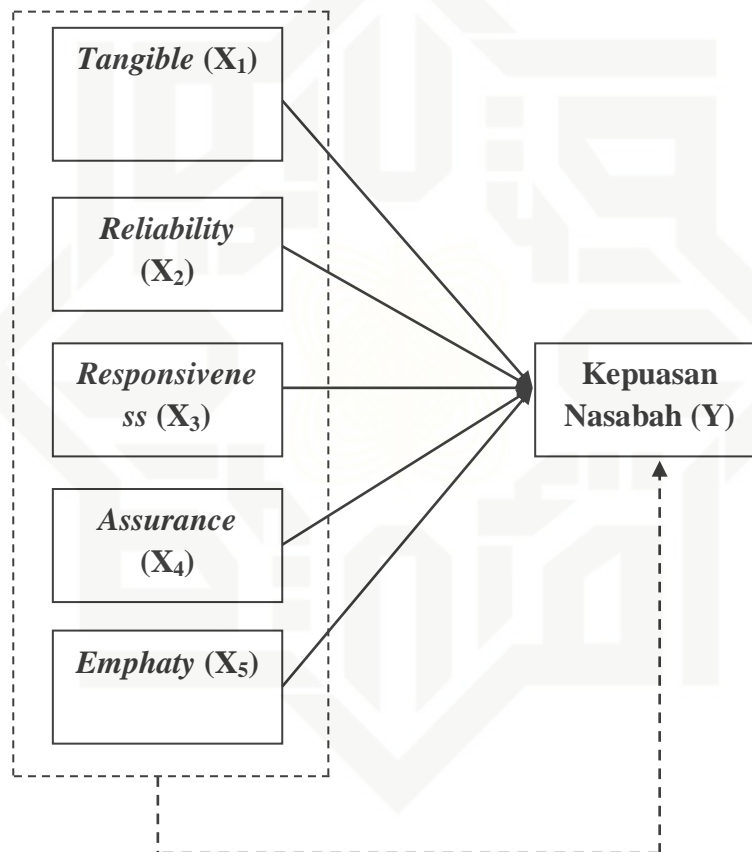 Tangible (X₁)
Reliability
(X₂)
Responsivene
ss (X₃)
Assurance
(X₄)
Emphaty (X₅)
Kepuasan
Nasabah (Y)